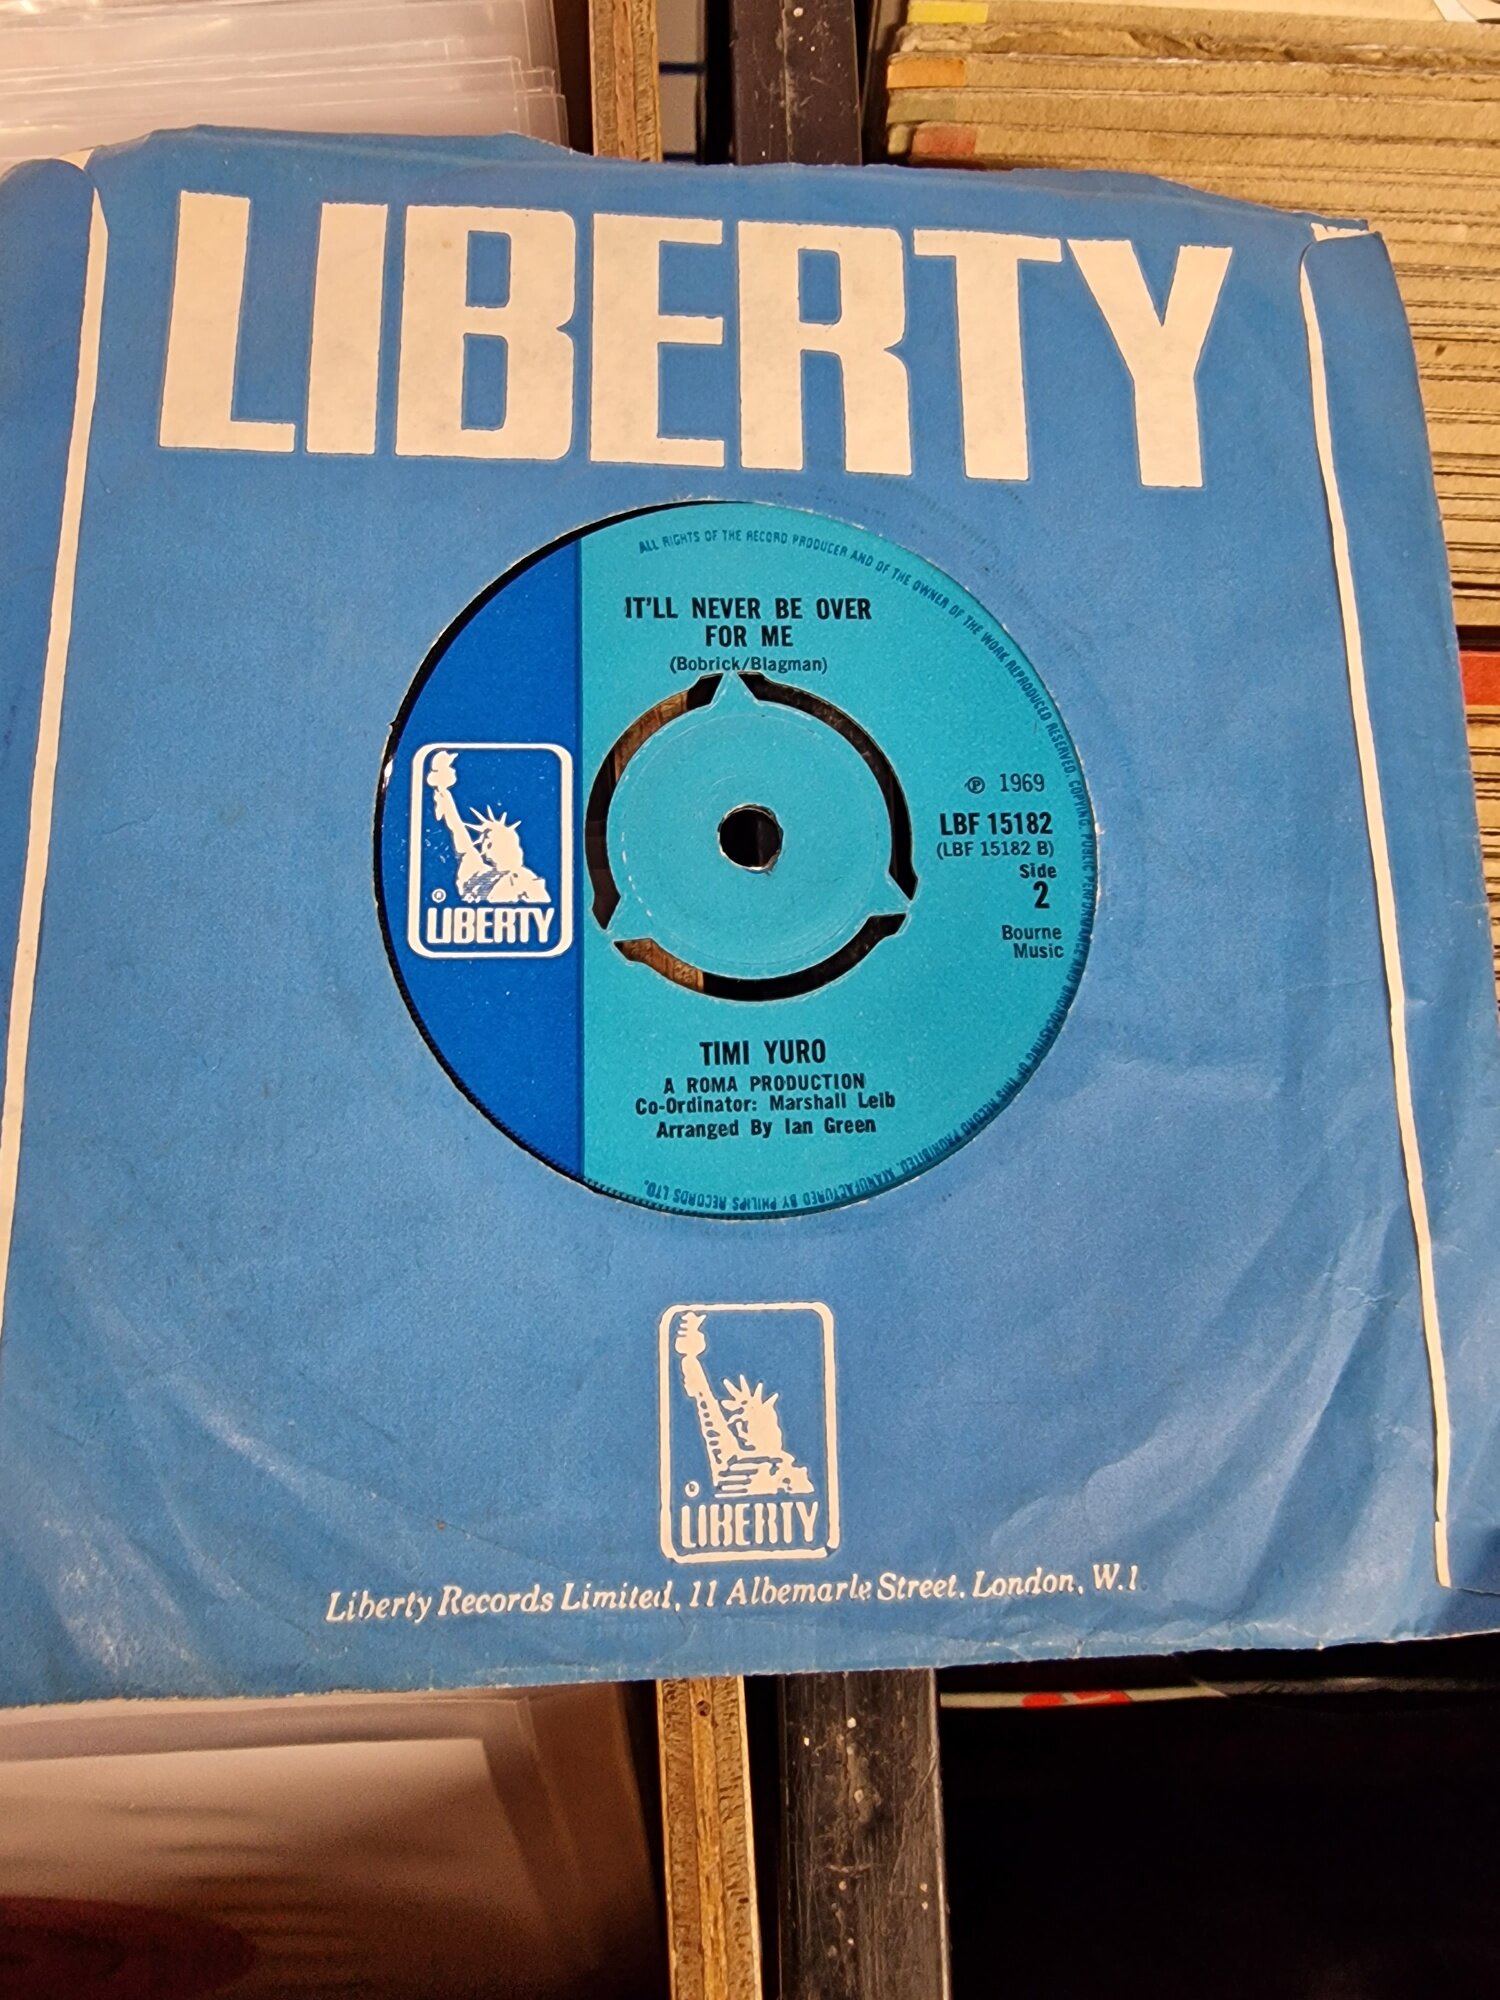 LIBERTY
ALL RIGHTS OF THE RECORD PRODUCER AND OF THE OWNER OF THE WORK REPRODUCED RESERVED. COPYING, PUBLIC PERFORMANCE AND BROADCASTING OF THIS RECORD PROHIBITED. MANUFACTURED BY PHILIPS RECORDS LTD.
IT'LL NEVER BE OVER
FOR ME
(Bobrick/Blagman)
℗ 1969
LBF 15182
(LBF 15182 B)
Side
2
Bourne
Music
® LIBERTY
TIMI YURO
A ROMA PRODUCTION
Co-Ordinator: Marshall Leib
Arranged By Ian Green
® LIBERTY
Liberty Records Limited, 11 Albemarle Street, London, W.1